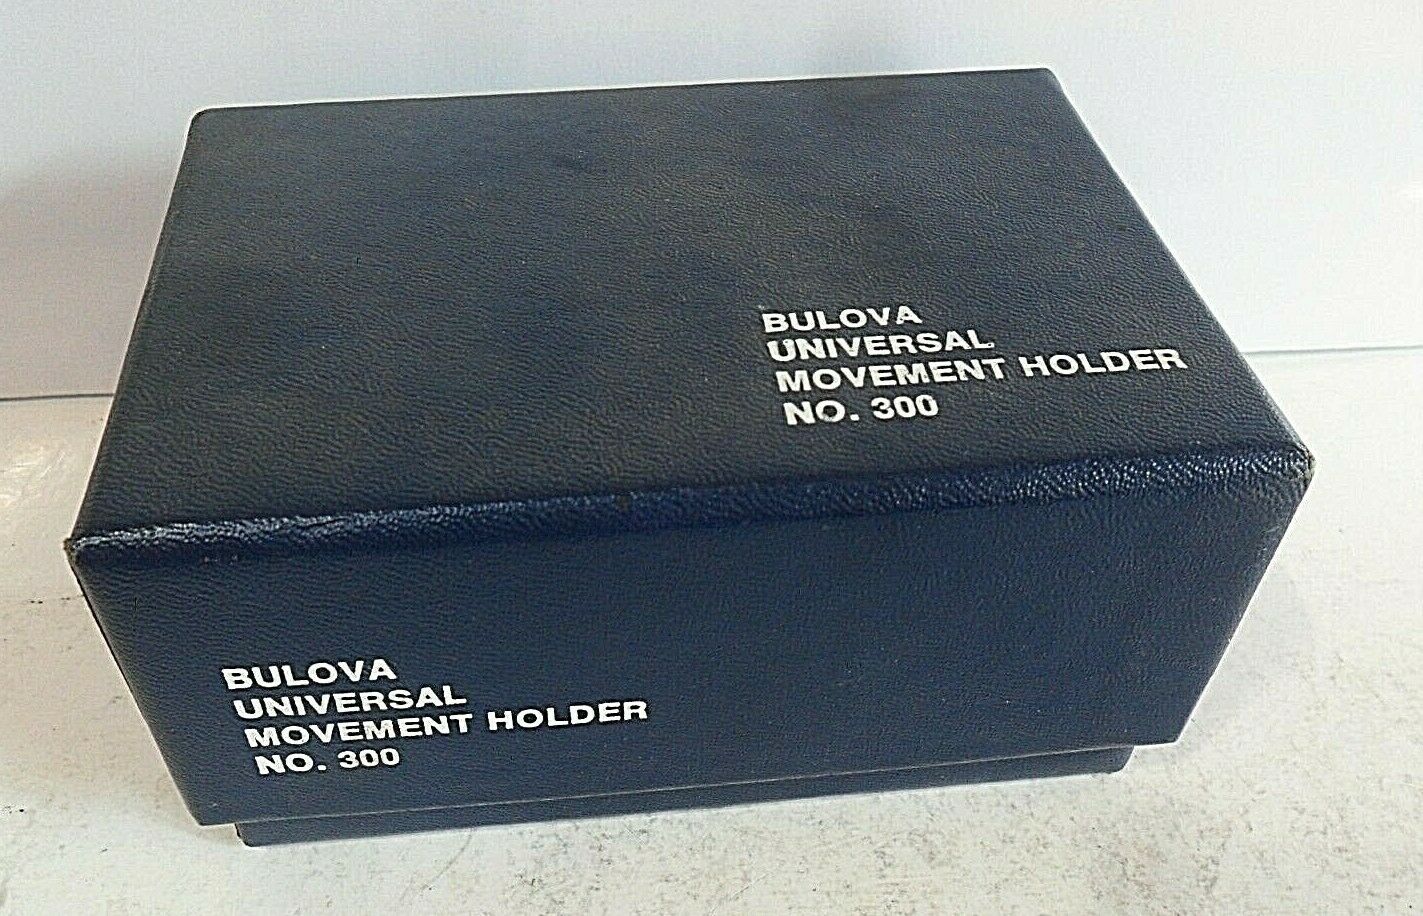 BULOVA
UNIVERSAL
MOVEMENT HOLDER
NO. 300
BULOVA
UNIVERSAL
MOVEMENT HOLDER
NO. 300